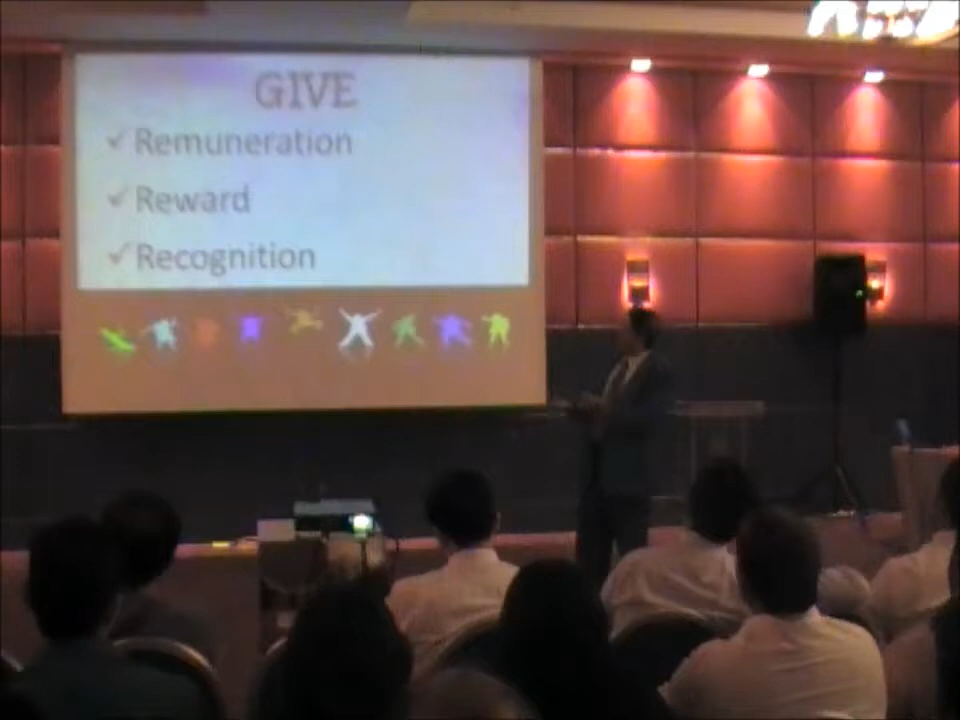 GIVE
✓ Remuneration
✓ Reward
✓ Recognition